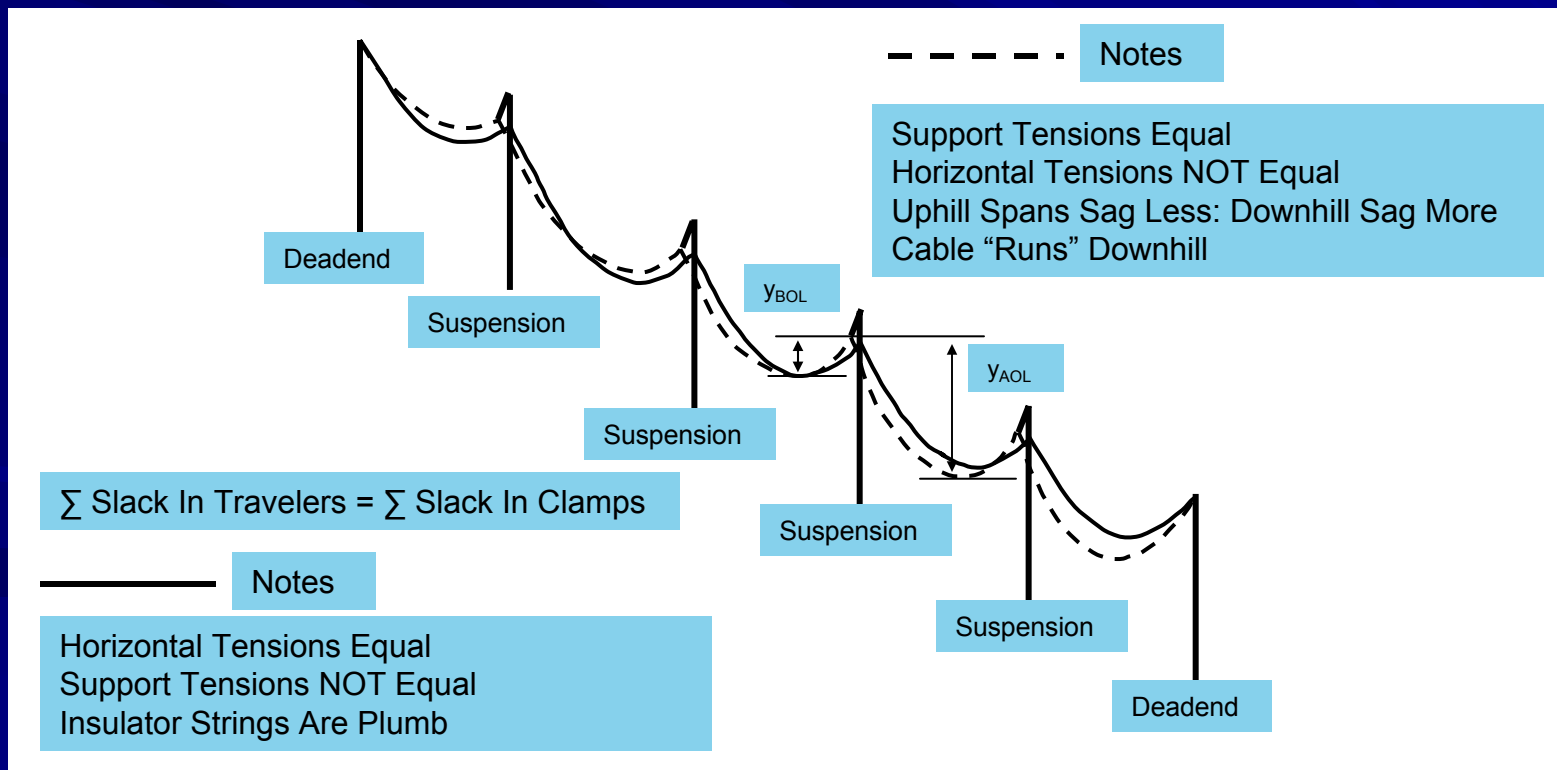 Notes
Support Tensions Equal
Horizontal Tensions NOT Equal
Uphill Spans Sag Less: Downhill Sag More
Cable “Runs” Downhill
Deadend
Suspension
yBOL
yAOL
Suspension
∑ Slack In Travelers = ∑ Slack In Clamps
Suspension
Notes
Suspension
Horizontal Tensions Equal
Support Tensions NOT Equal
Insulator Strings Are Plumb
Deadend